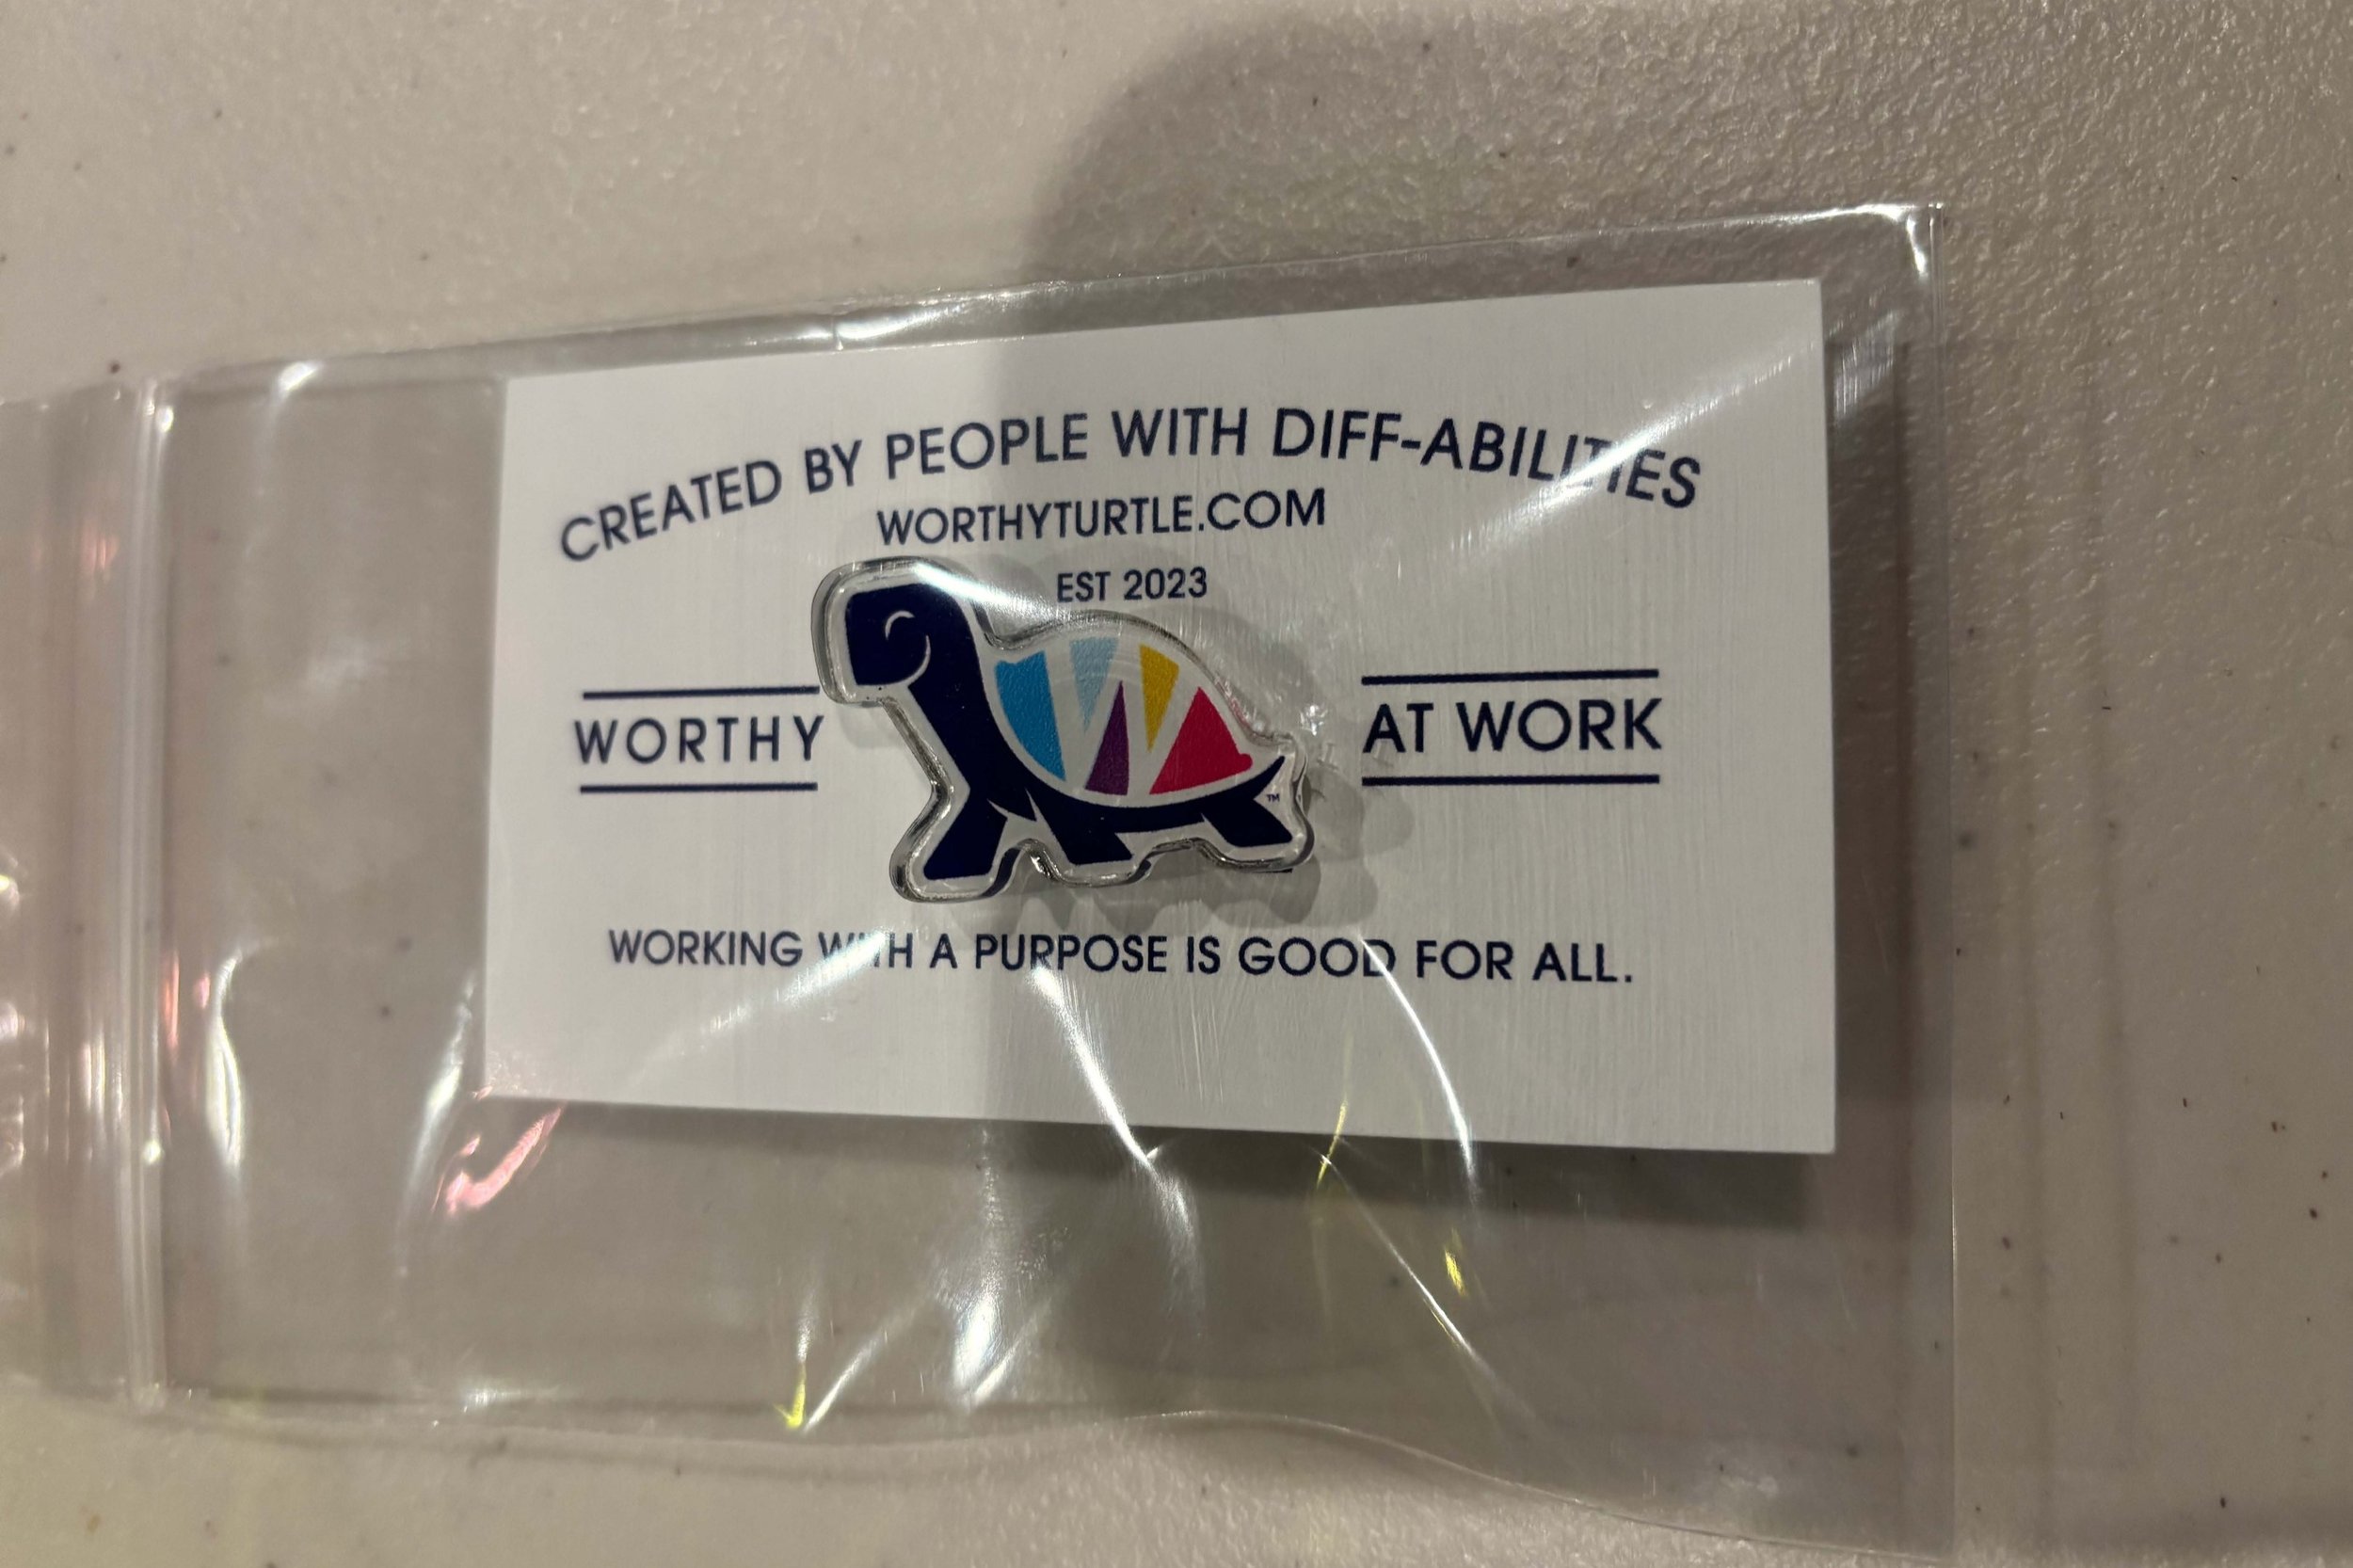 CREATED BY PEOPLE WITH DIFF-ABILITIES
WORTHYTURTLE.COM
EST 2023
WORTHY
AT WORK
TM
WORKING WITH A PURPOSE IS GOOD FOR ALL.